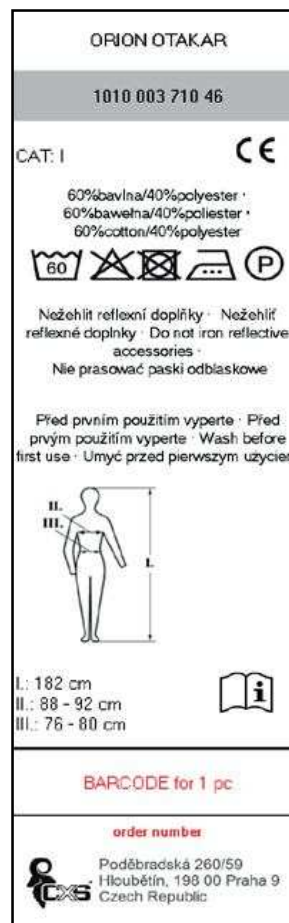 ORION OTAKAR
1010 003 710 46
CAT: I
CE
60%bavlna/40%polyester ·
60%bawełna/40%poliester ·
60%cotton/40%polyester
60
P
Nežehlit reflexní doplňky · Nežehliť
reflexné doplnky · Do not iron reflective
accessories ·
Nie prasować paski odblaskowe
Před prvním použitím vyperte · Před
prvým použitím vyperte · Wash before
first use · Umyć przed pierwszym użyciem
II.
III.
I.
I.: 182 cm
II.: 88 - 92 cm
III.: 76 - 80 cm
i
BARCODE for 1 pc
order number
CXS
Poděbradská 260/59
Hloubětín, 198 00 Praha 9
Czech Republic